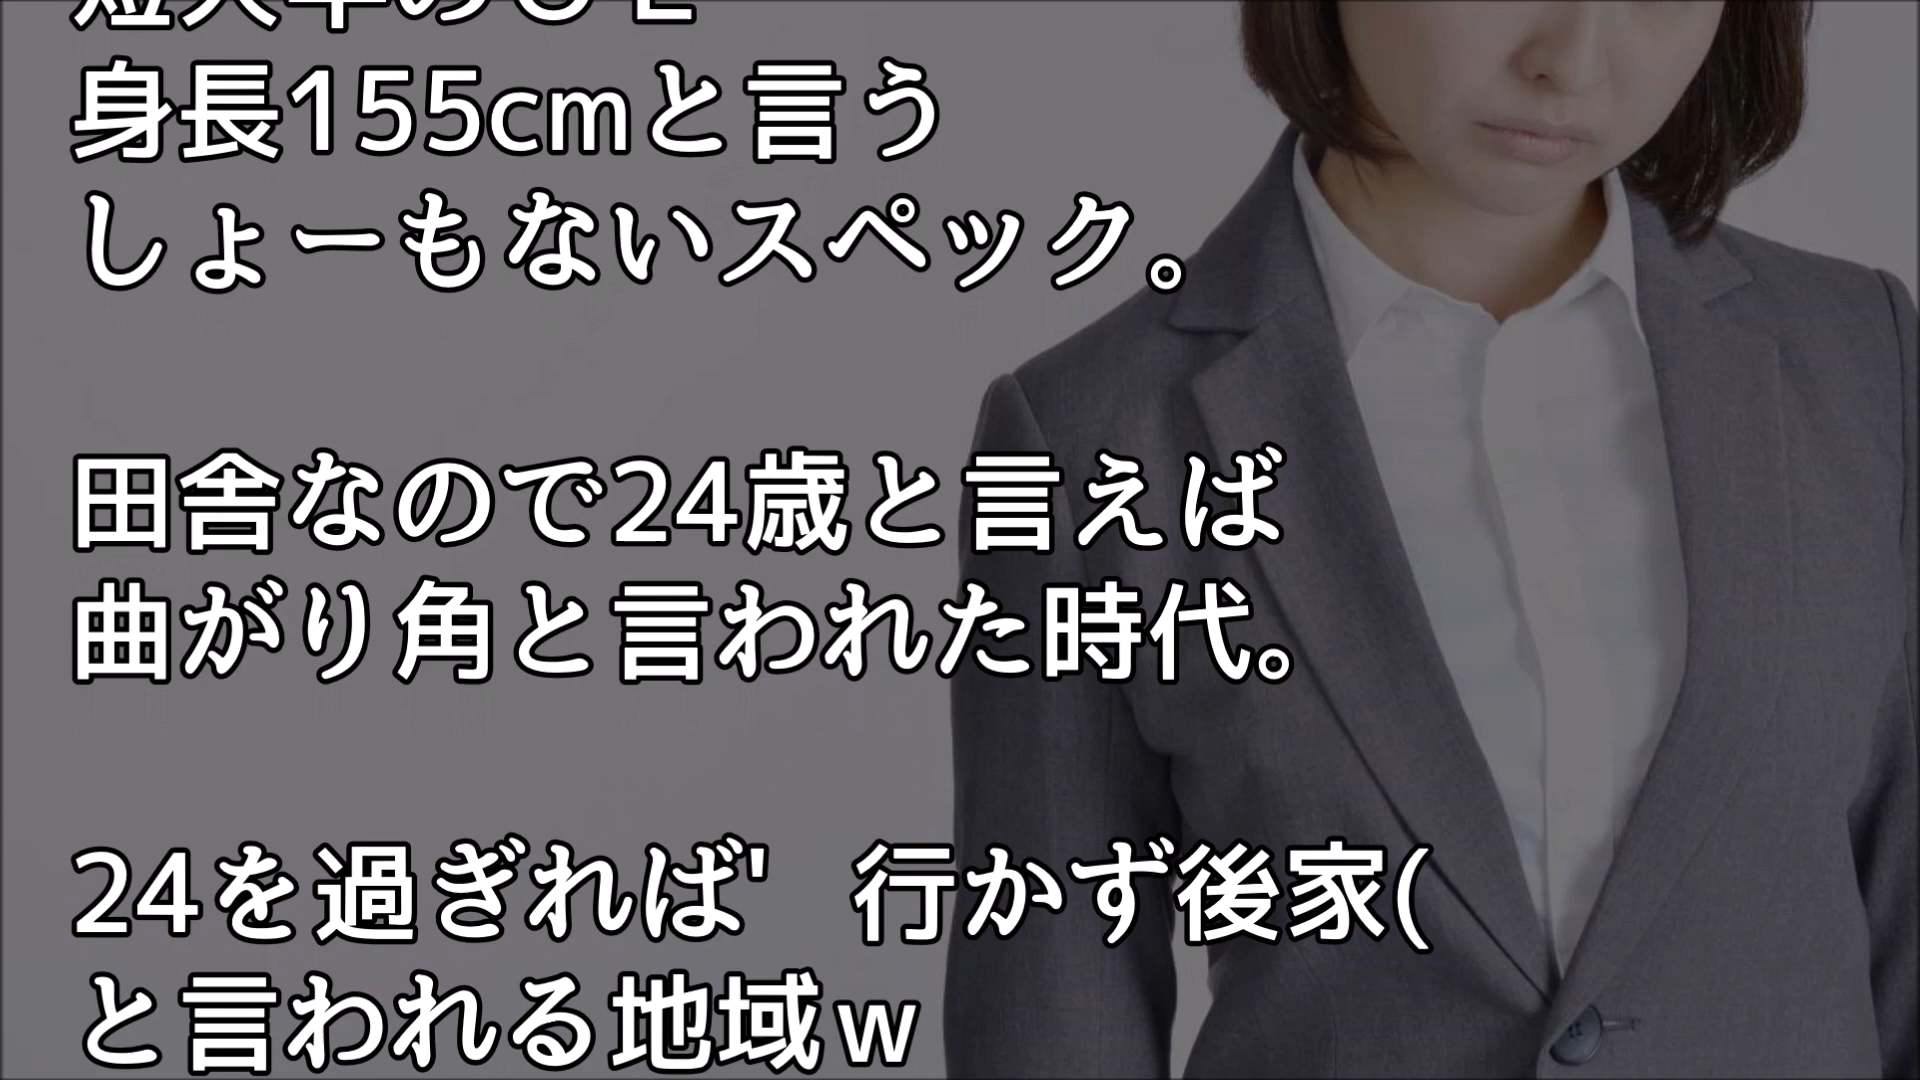 身長155cmと言う
しょーもないスペック。
田舎なので24歳と言えば
曲がり角と言われた時代。
24を過ぎれば'　行かず後家(
と言われる地域w